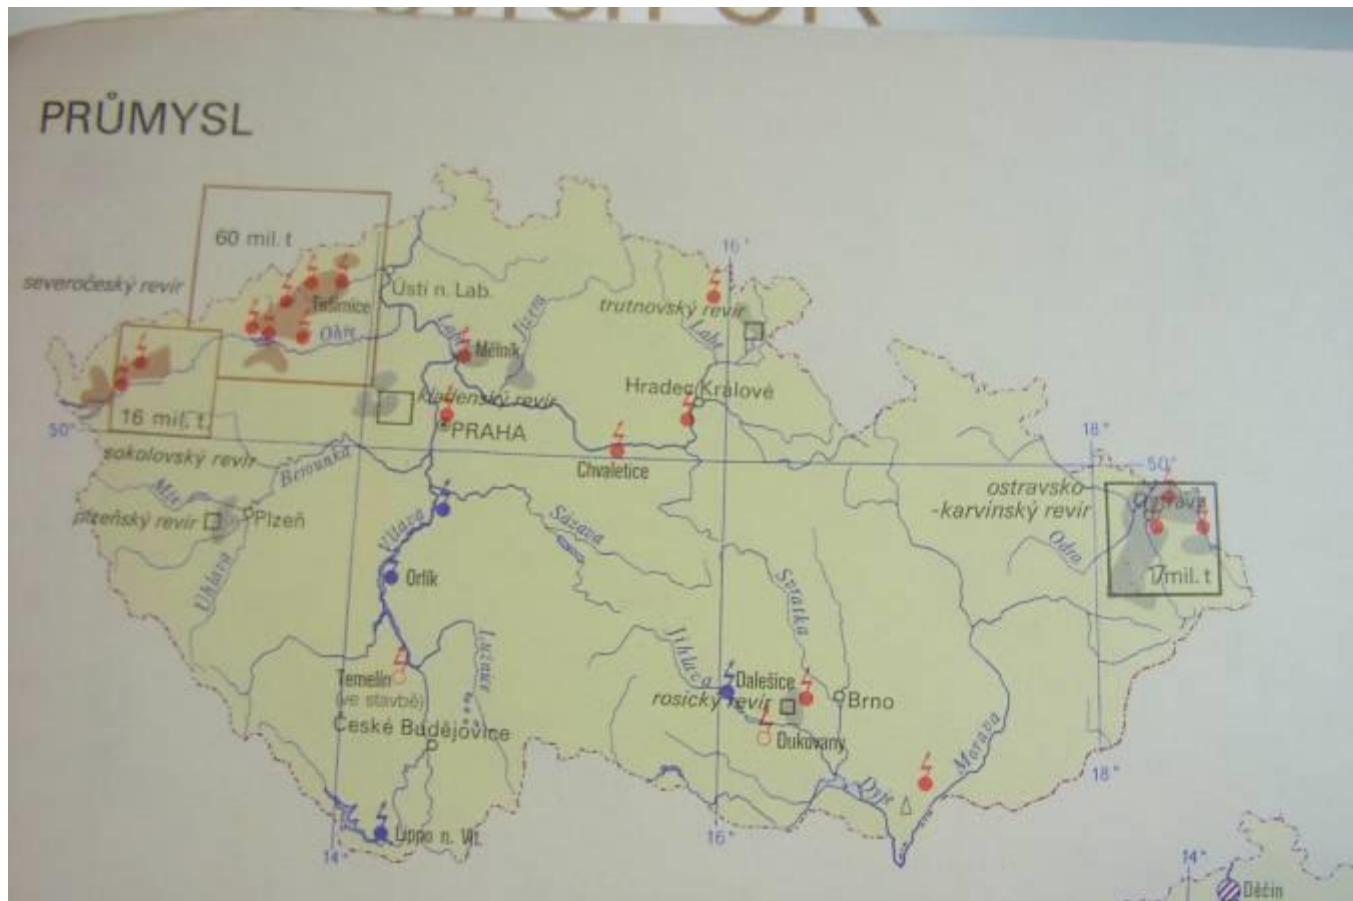 PRŮMYSL
60 mil. t
severočeský revír
Ústí n. Lab.
Tušimice
Ohře
Labe
Jizera
Mělník
16°
trutnovský revír
Labe
Hradec Králové
kladenský revír
16 mil. t.
50°
PRAHA
sokolovský revír
Chvaletice
18°
50°
Berounka
Mže
plzeňský revír
Plzeň
Úhlava
Vltava
Orlík
Sázava
ostravsko
-karvinský revír
Ostrava
Odra
17 mil. t
Svratka
Jihlava
Lužnice
Temelín
(ve stavbě)
České Budějovice
Dalešice
rosický revír
Brno
Dukovany
Dyje
Morava
18°
16°
Lippo n. Vlt.
14°
14°
Děčín